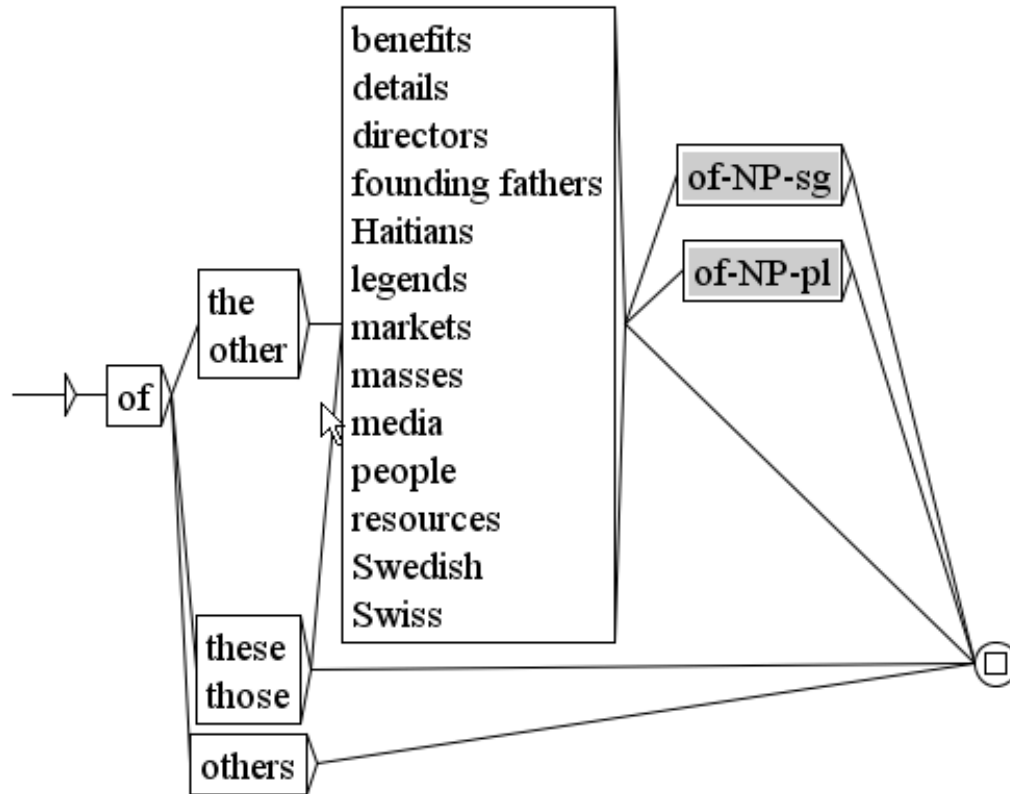 of
the
other
these
those
others
benefits
details
directors
founding fathers
Haitians
legends
markets
masses
media
people
resources
Swedish
Swiss
of-NP-sg
of-NP-pl